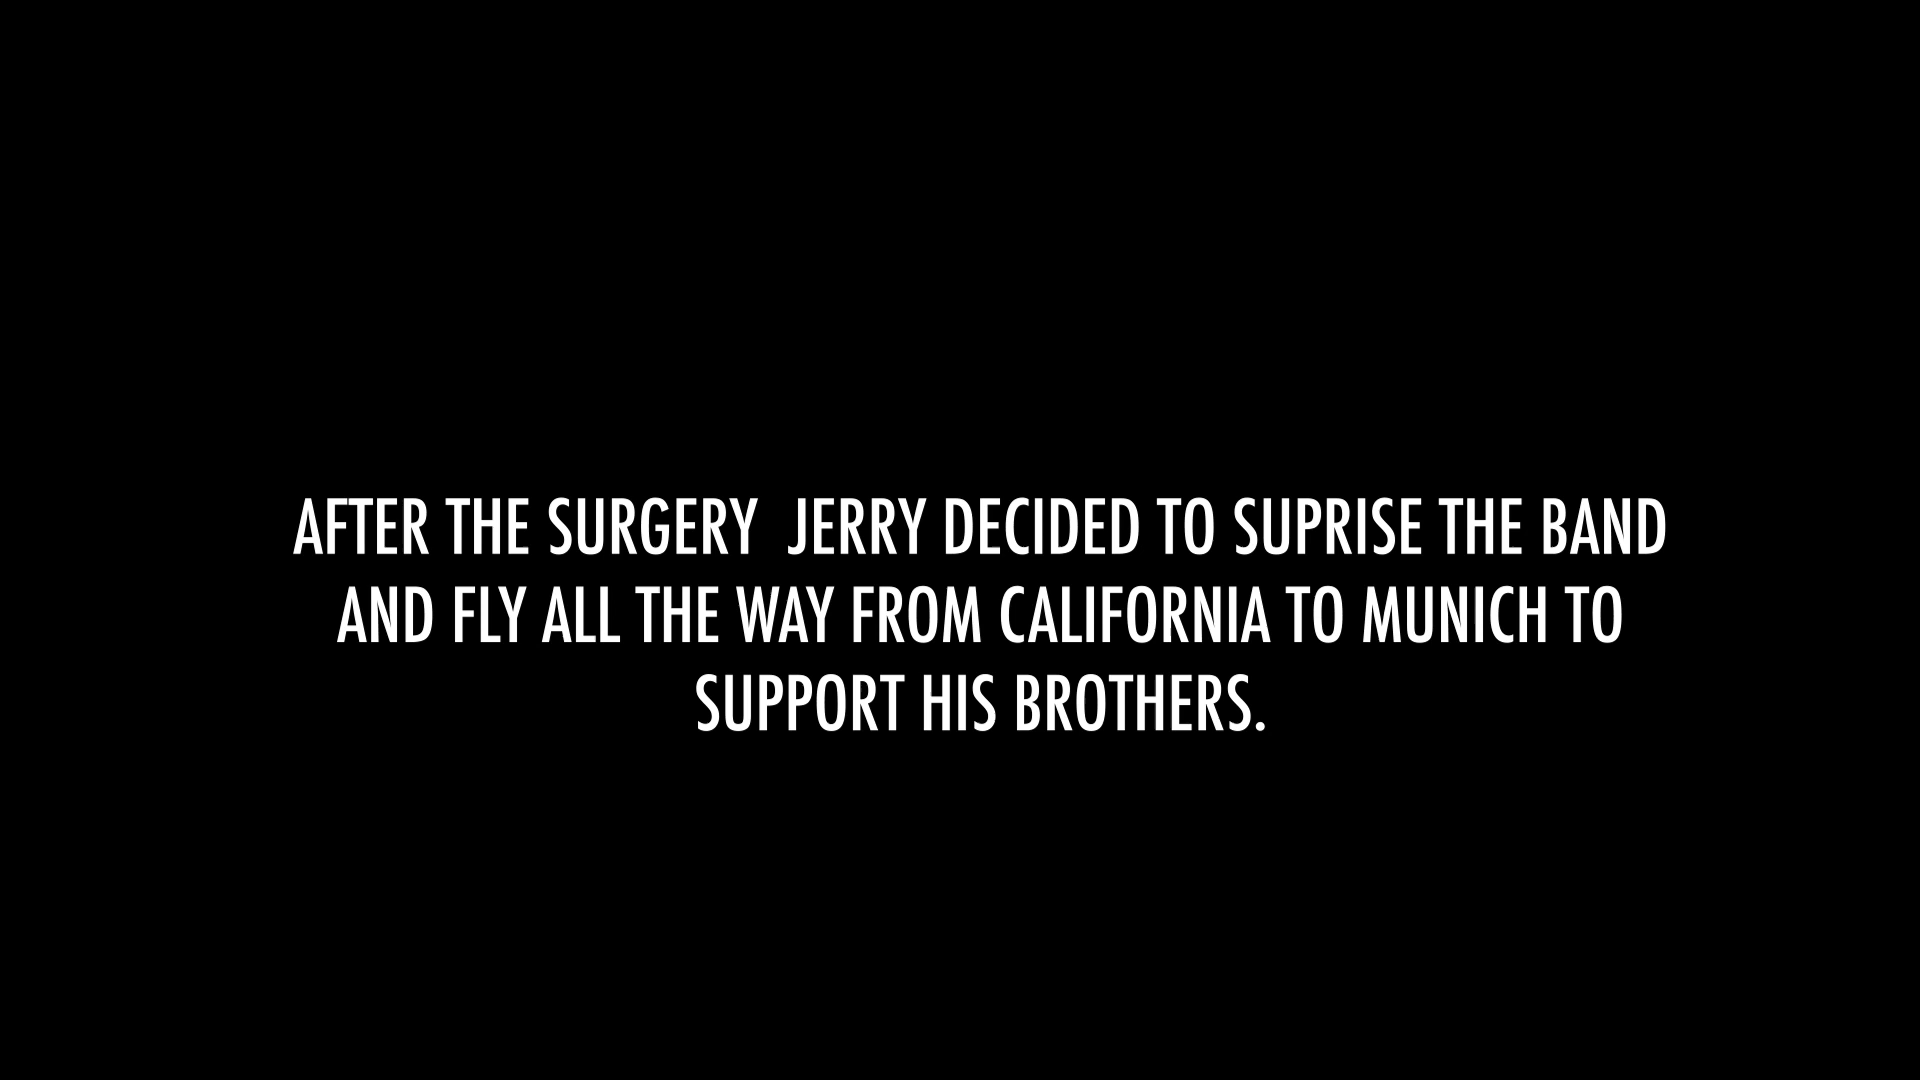 AFTER THE SURGERY  JERRY DECIDED TO SUPRISE THE BAND
AND FLY ALL THE WAY FROM CALIFORNIA TO MUNICH TO
SUPPORT HIS BROTHERS.